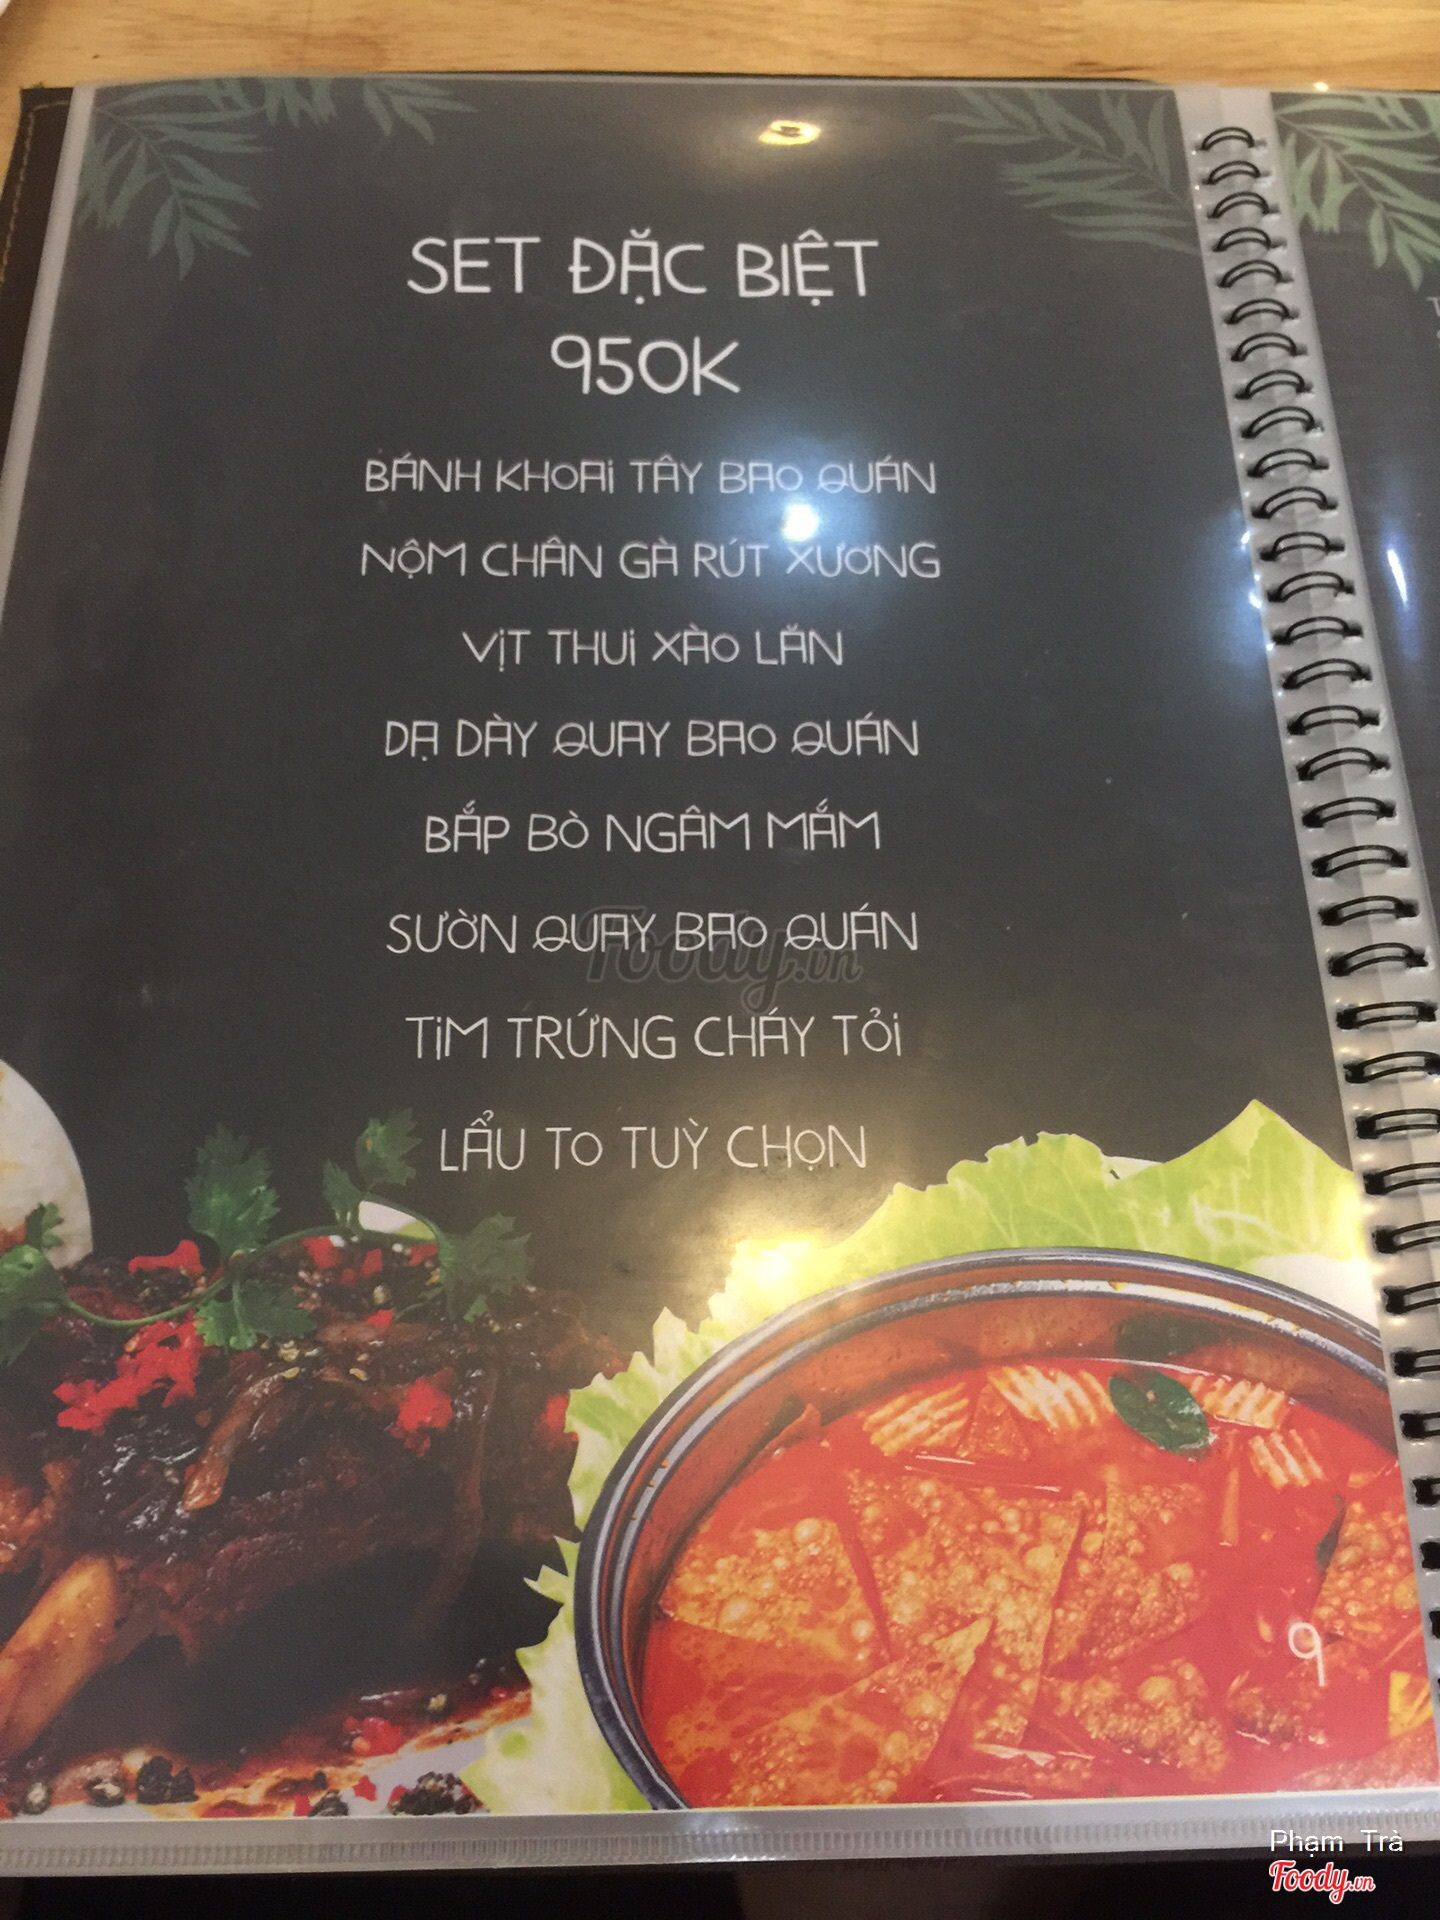 SET ĐẶC BIỆT
950K
BÁNH KHOAI TÂY BAO QUÁN
NỘM CHÂN GÀ RÚT XƯƠNG
VỊT THUI XÀO LĂN
DẠ DÀY QUAY BAO QUÁN
BẮP BÒ NGÂM MẮM
SƯỜN QUAY BAO QUÁN
Foody.vn
TIM TRỨNG CHÁY TỎI
LẨU TO TUỲ CHỌN
9
Phạm Trà
Foody.vn